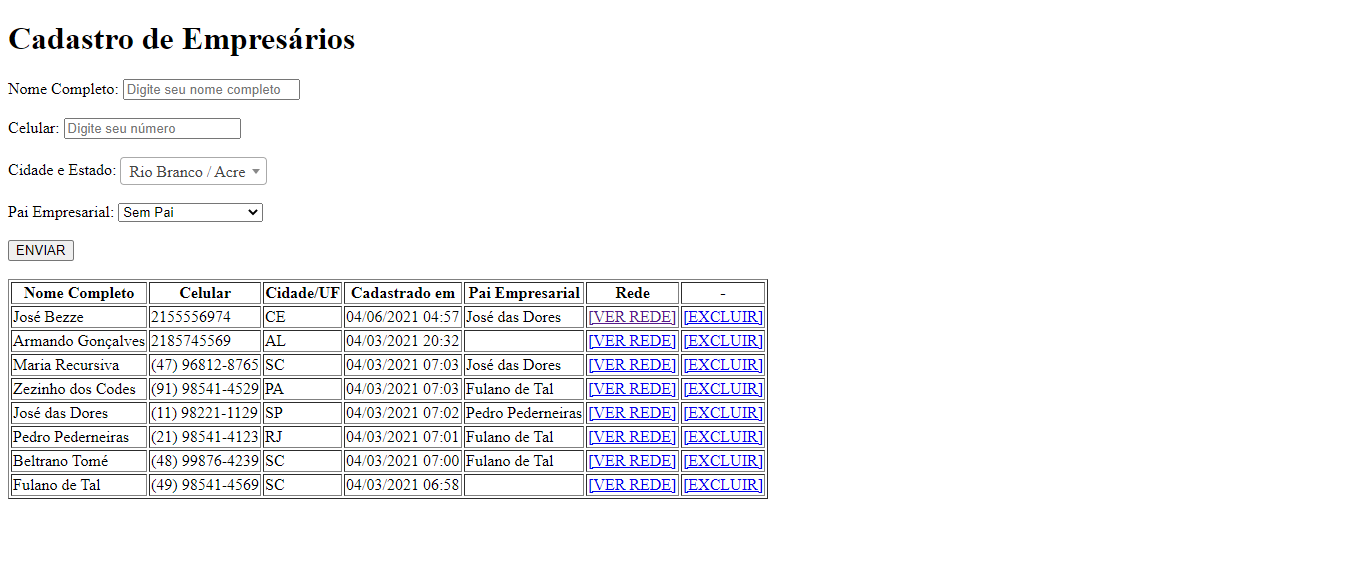 Cadastro de Empresários
Nome Completo: Digite seu nome completo
Celular: Digite seu número
Cidade e Estado: Rio Branco / Acre
Pai Empresarial: Sem Pai
ENVIAR
Nome Completo Celular Cidade/UF Cadastrado em Pai Empresarial Rede -
José Bezze 2155556974 CE 04/06/2021 04:57 José das Dores [VER REDE] [EXCLUIR]
Armando Gonçalves 2185745569 AL 04/03/2021 20:32 [VER REDE] [EXCLUIR]
Maria Recursiva (47) 96812-8765 SC 04/03/2021 07:03 José das Dores [VER REDE] [EXCLUIR]
Zezinho dos Codes (91) 98541-4529 PA 04/03/2021 07:03 Fulano de Tal [VER REDE] [EXCLUIR]
José das Dores (11) 98221-1129 SP 04/03/2021 07:02 Pedro Pederneiras [VER REDE] [EXCLUIR]
Pedro Pederneiras (21) 98541-4123 RJ 04/03/2021 07:01 Fulano de Tal [VER REDE] [EXCLUIR]
Beltrano Tomé (48) 99876-4239 SC 04/03/2021 07:00 Fulano de Tal [VER REDE] [EXCLUIR]
Fulano de Tal (49) 98541-4569 SC 04/03/2021 06:58 [VER REDE] [EXCLUIR]